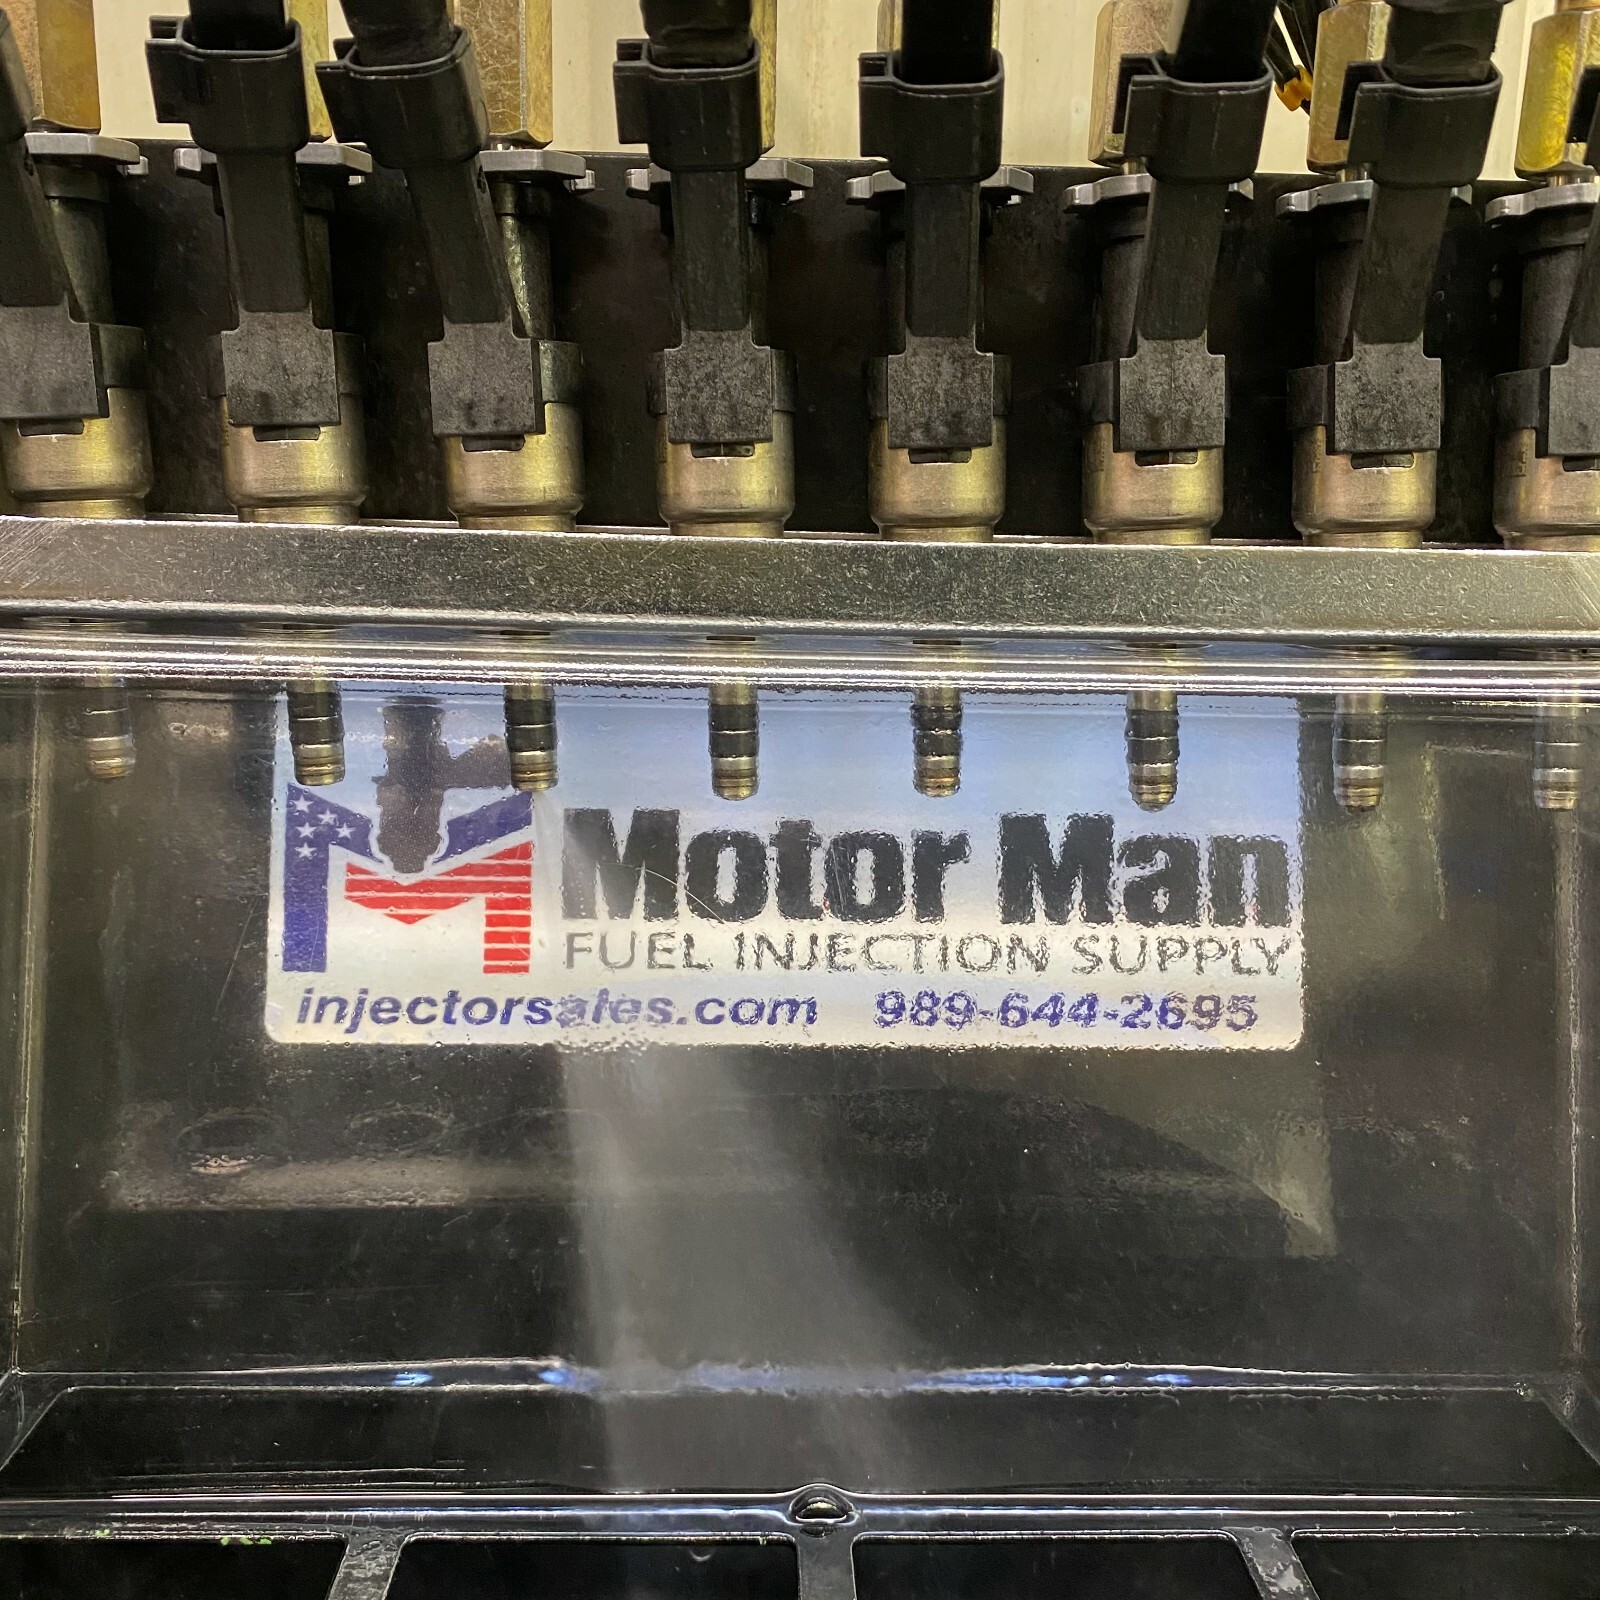 Motor Man
FUEL INJECTION SUPPLY
injectorsales.com 989-644-2695